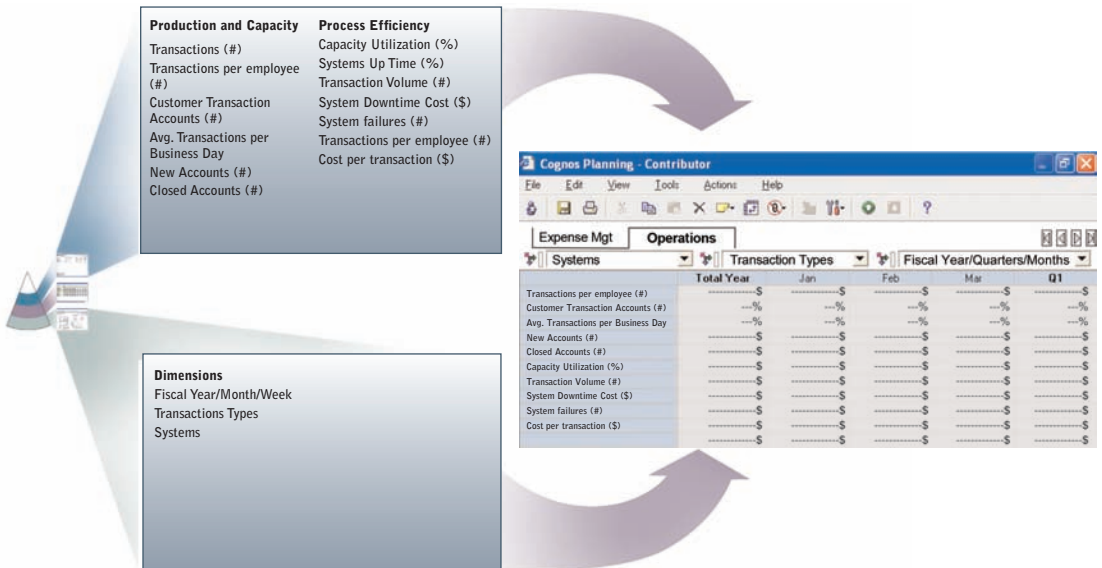 Production and Capacity
Transactions (#)
Transactions per employee
(#)
Customer Transaction
Accounts (#)
Avg. Transactions per
Business Day
New Accounts (#)
Closed Accounts (#)
Process Efficiency
Capacity Utilization (%)
Systems Up Time (%)
Transaction Volume (#)
System Downtime Cost ($)
System failures (#)
Transactions per employee (#)
Cost per transaction ($)
Dimensions
Fiscal Year/Month/Week
Transactions Types
Systems
Cognos Planning - Contributor
File Edit View Tools Actions Help
Expense Mgt Operations
Systems Transaction Types Fiscal Year/Quarters/Months
Total Year Jan Feb Mar Q1
Transactions per employee (#) ------------$ ------------$ ------------$ ------------$ ------------$
Customer Transaction Accounts (#) ---% ---% ---% ---% ---%
Avg. Transactions per Business Day ---% ---% ---% ---% ---%
New Accounts (#) ------------$ ------------$ ------------$ ------------$ ------------$
Closed Accounts (#) ------------$ ------------$ ------------$ ------------$ ------------$
Capacity Utilization (%) ------------$ ------------$ ------------$ ------------$ ------------$
Transaction Volume (#) ------------$ ------------$ ------------$ ------------$ ------------$
System Downtime Cost ($) ------------$ ------------$ ------------$ ------------$ ------------$
System failures (#) ------------$ ------------$ ------------$ ------------$ ------------$
Cost per transaction ($) ------------$ ------------$ ------------$ ------------$ ------------$
------------$ ------------$ ------------$ ------------$ ------------$